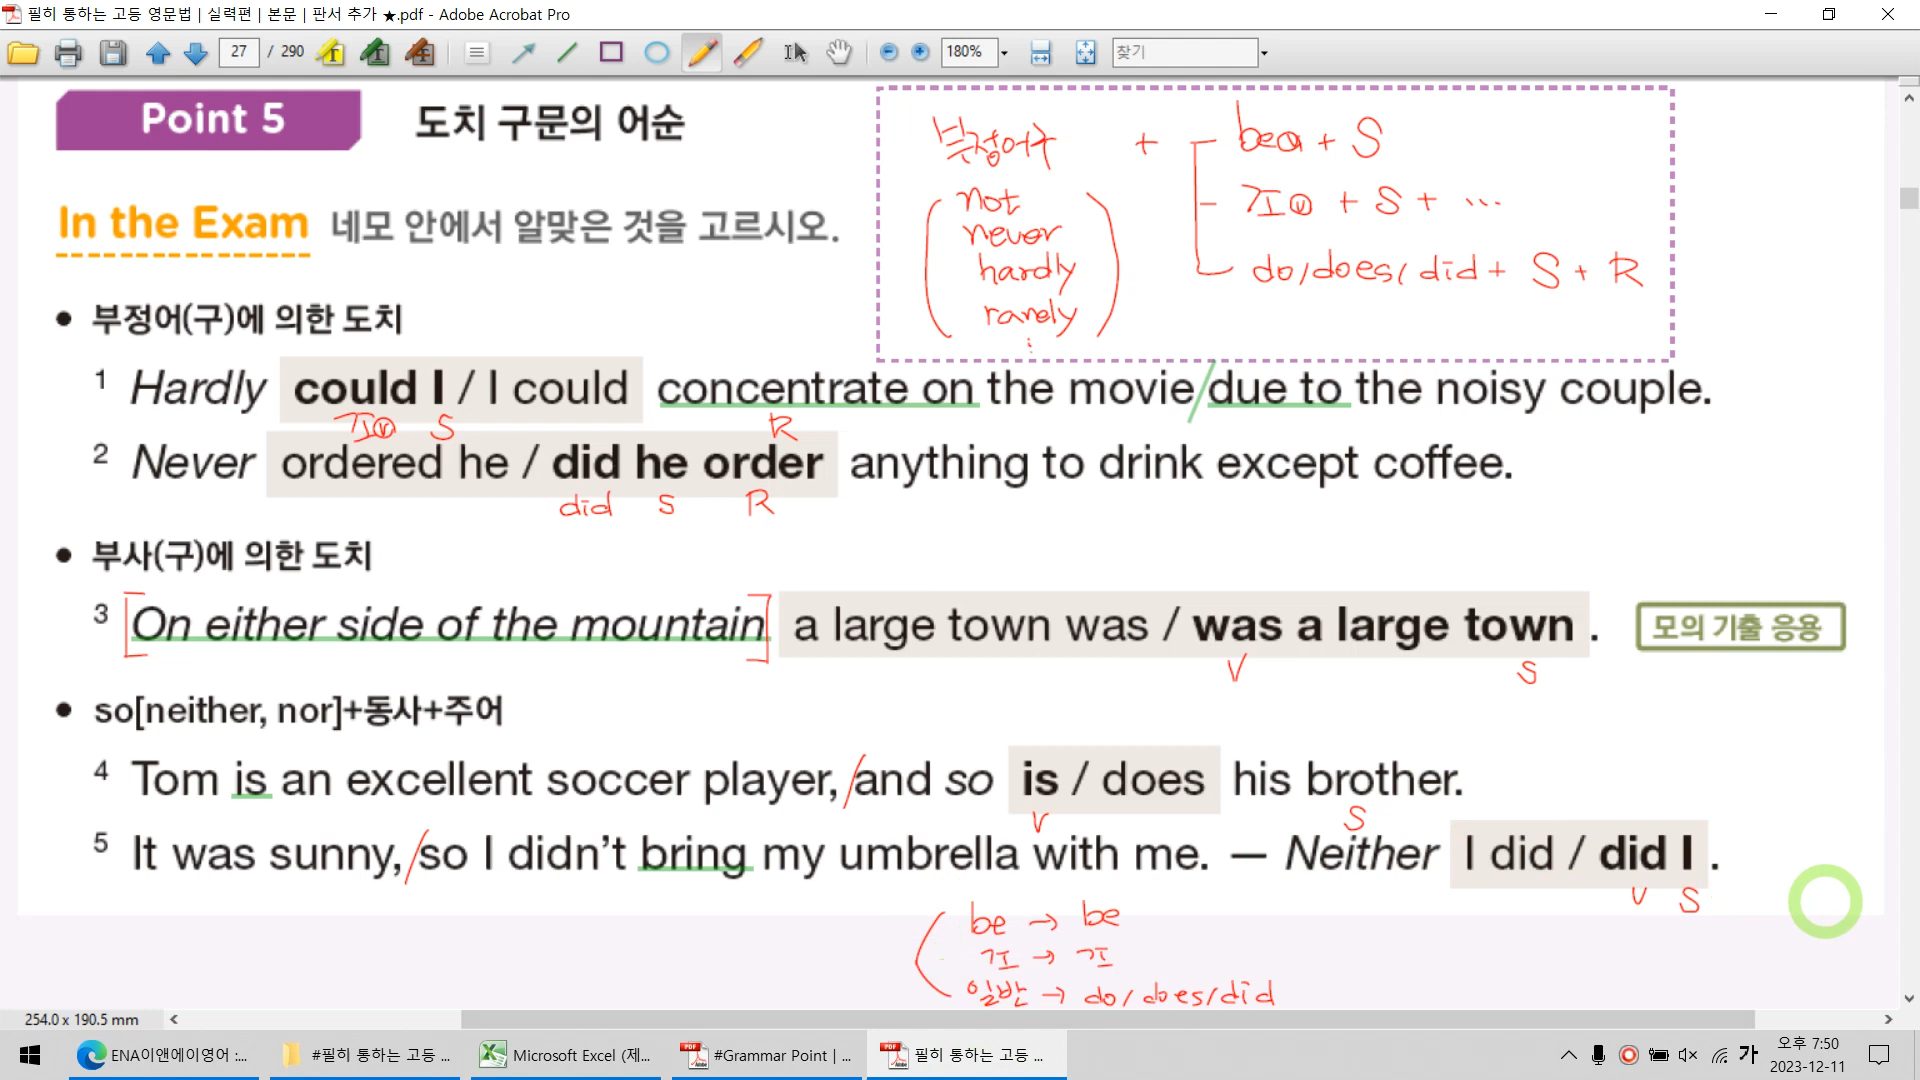 필히 통하는 고등 영문법 | 실력편 | 본문 | 판서 추가 ★.pdf - Adobe Acrobat Pro
27 / 290 180% 찾기
Point 5 도치 구문의 어순
In the Exam 네모 안에서 알맞은 것을 고르시오.
부정어구 + be ⓥ + S
not 조 ⓥ + S + ...
never
hardly do/does/did + S + R
rarely
⋮
• 부정어(구)에 의한 도치
1 Hardly could I / I could concentrate on the movie/due to the noisy couple.
조ⓥ S R
2 Never ordered he / did he order anything to drink except coffee.
did S R
• 부사(구)에 의한 도치
3 [On either side of the mountain] a large town was / was a large town . 모의 기출 응용
V S
• so[neither, nor]+동사+주어
4 Tom is an excellent soccer player, /and so is / does his brother.
V S
5 It was sunny, /so I didn't bring my umbrella with me. — Neither I did / did I .
V S
be → be
조 → 조
일반 → do/does/did
254.0 x 190.5 mm
ENA이앤에이영어 :... #필히 통하는 고등 ... Microsoft Excel (제... #Grammar Point | ... 필히 통하는 고등 ... 가 오후 7:50
2023-12-11